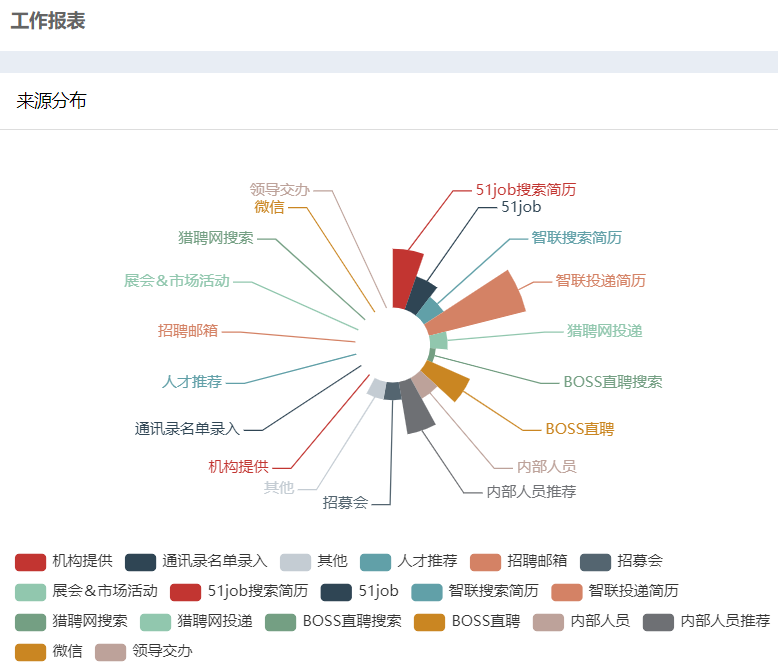 工作报表
来源分布
领导交办
51job搜索简历
微信
51job
猎聘网搜索
智联搜索简历
展会＆市场活动
智联投递简历
招聘邮箱
猎聘网投递
人才推荐
BOSS直聘搜索
通讯录名单录入
BOSS直聘
机构提供
内部人员
其他
内部人员推荐
招募会
机构提供 通讯录名单录入 其他 人才推荐 招聘邮箱 招募会
展会＆市场活动 51job搜索简历 51job 智联搜索简历 智联投递简历
猎聘网搜索 猎聘网投递 BOSS直聘搜索 BOSS直聘 内部人员 内部人员推荐
微信 领导交办